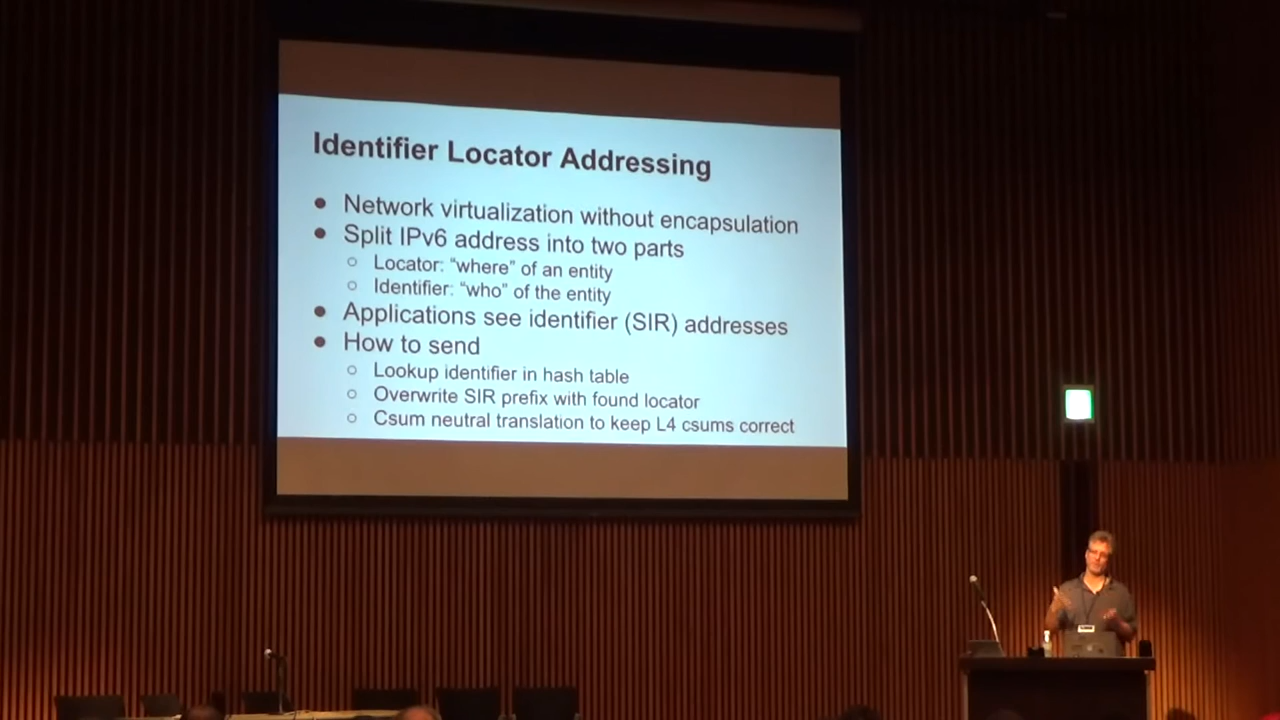 Identifier Locator Addressing
● Network virtualization without encapsulation
● Split IPv6 address into two parts
○ Locator: “where” of an entity
○ Identifier: “who” of the entity
● Applications see identifier (SIR) addresses
● How to send
○ Lookup identifier in hash table
○ Overwrite SIR prefix with found locator
○ Csum neutral translation to keep L4 csums correct